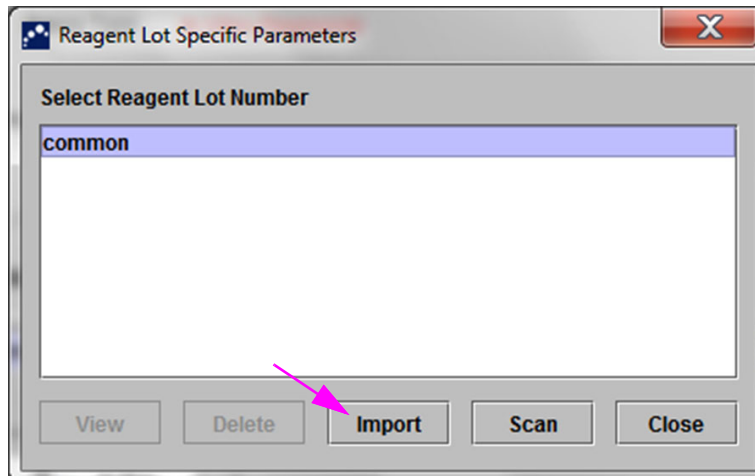 Reagent Lot Specific Parameters
Select Reagent Lot Number
common
View Delete Import Scan Close